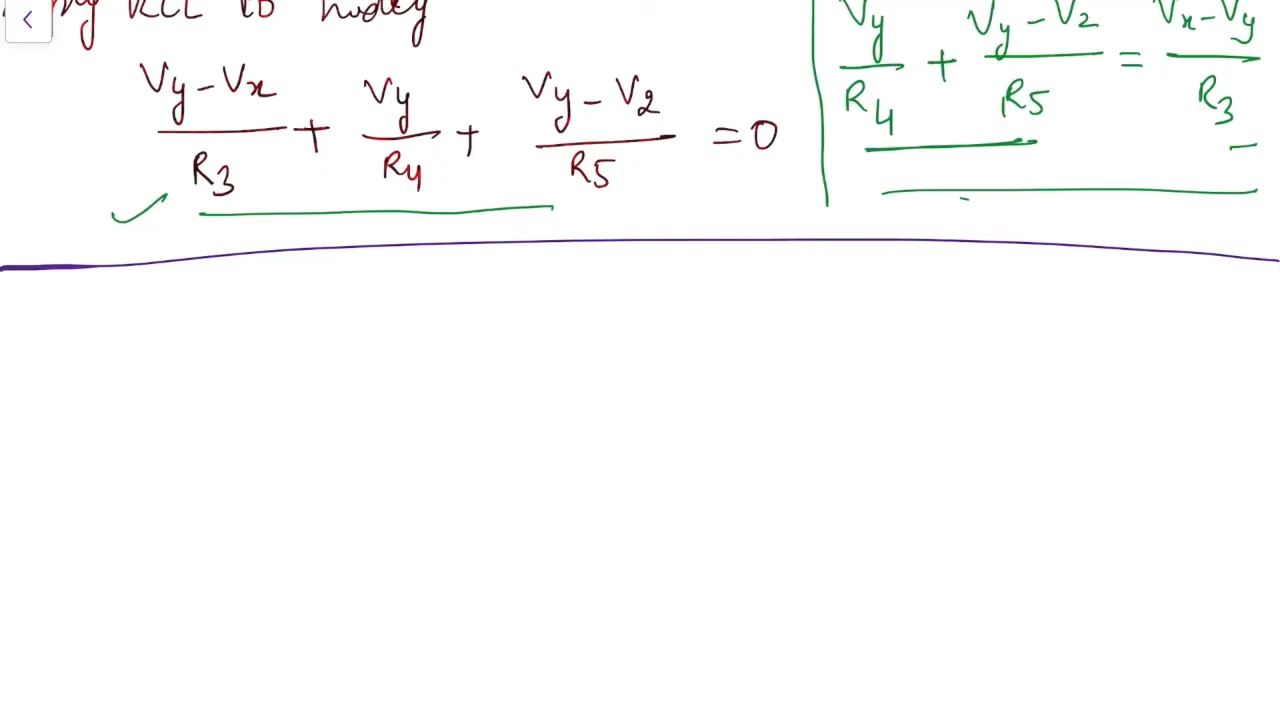 KCL to node y
(Vy - Vx)/R3 + Vy/R4 + (Vy - V2)/R5 = 0
Vy/R4 + (Vy - V2)/R5 = (Vx - Vy)/R3